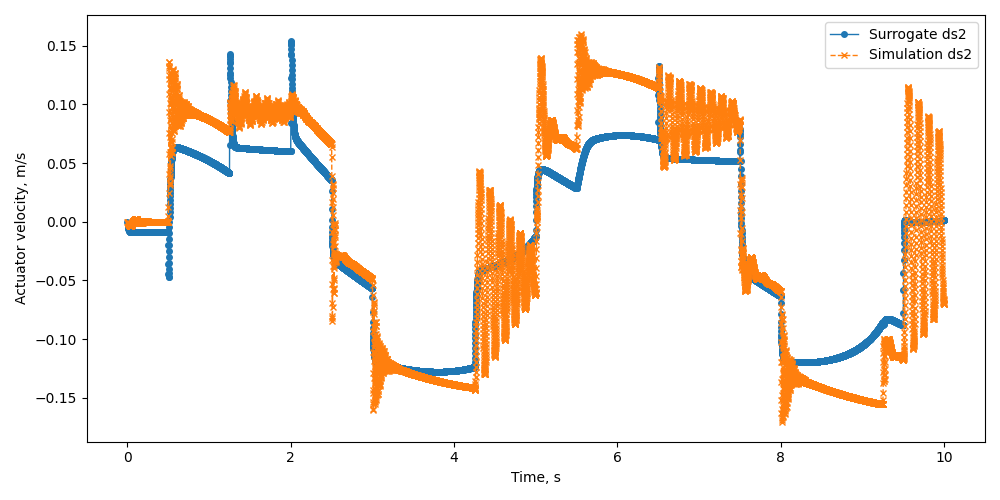 Surrogate ds2
Simulation ds2
Actuator velocity, m/s
0.15
0.10
0.05
0.00
−0.05
−0.10
−0.15
0 2 4 6 8 10
Time, s